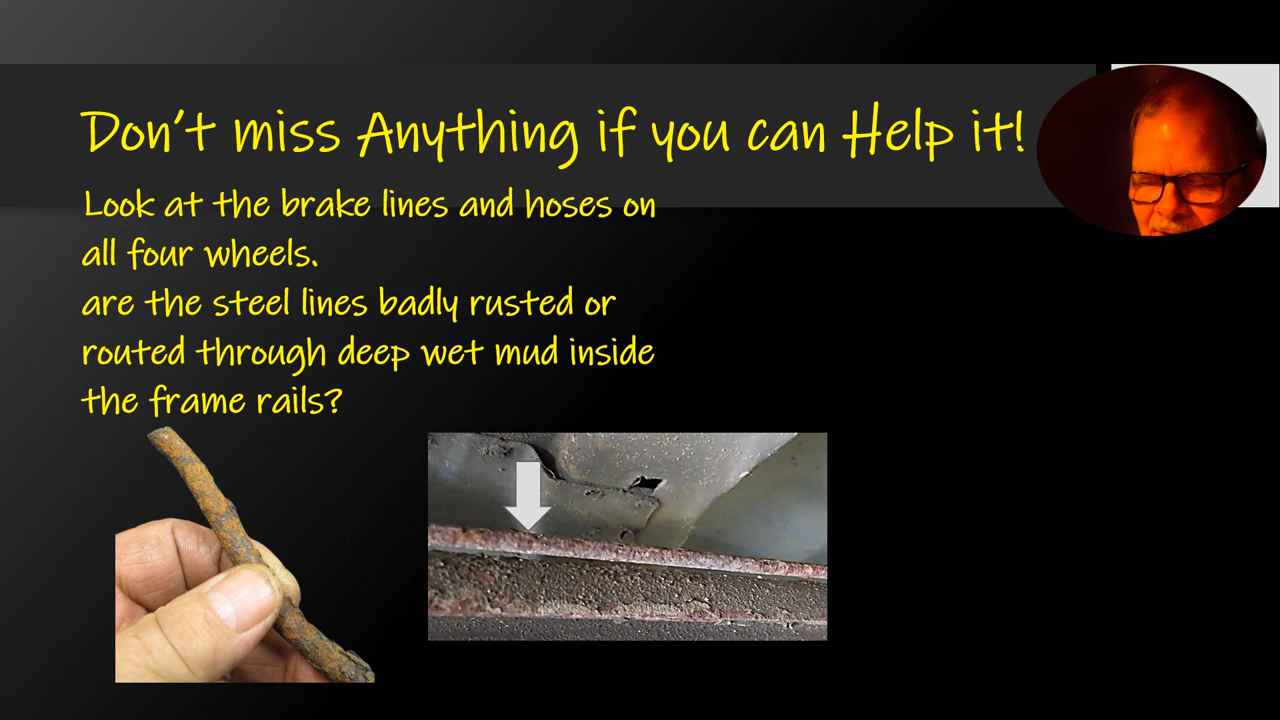 Don't miss Anything if you can Help it!
Look at the brake lines and hoses on
all four wheels.
are the steel lines badly rusted or
routed through deep wet mud inside
the frame rails?